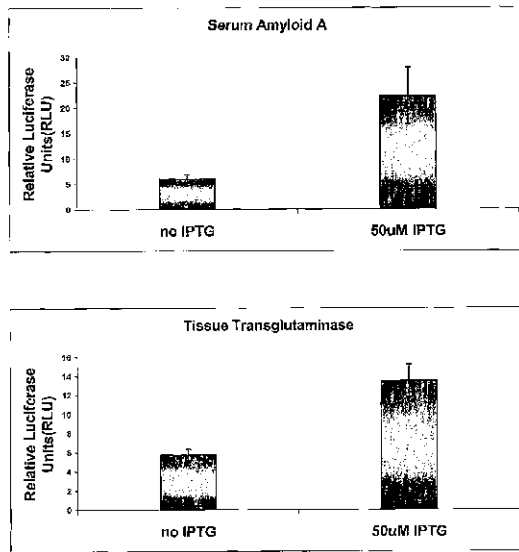 Serum Amyloid A
Relative Luciferase
Units(RLU)
30
25
20
15
10
5
0
no IPTG
50uM IPTG
Tissue Transglutaminase
Relative Luciferase
Units(RLU)
16
14
12
10
8
6
4
2
0
no IPTG
50uM IPTG